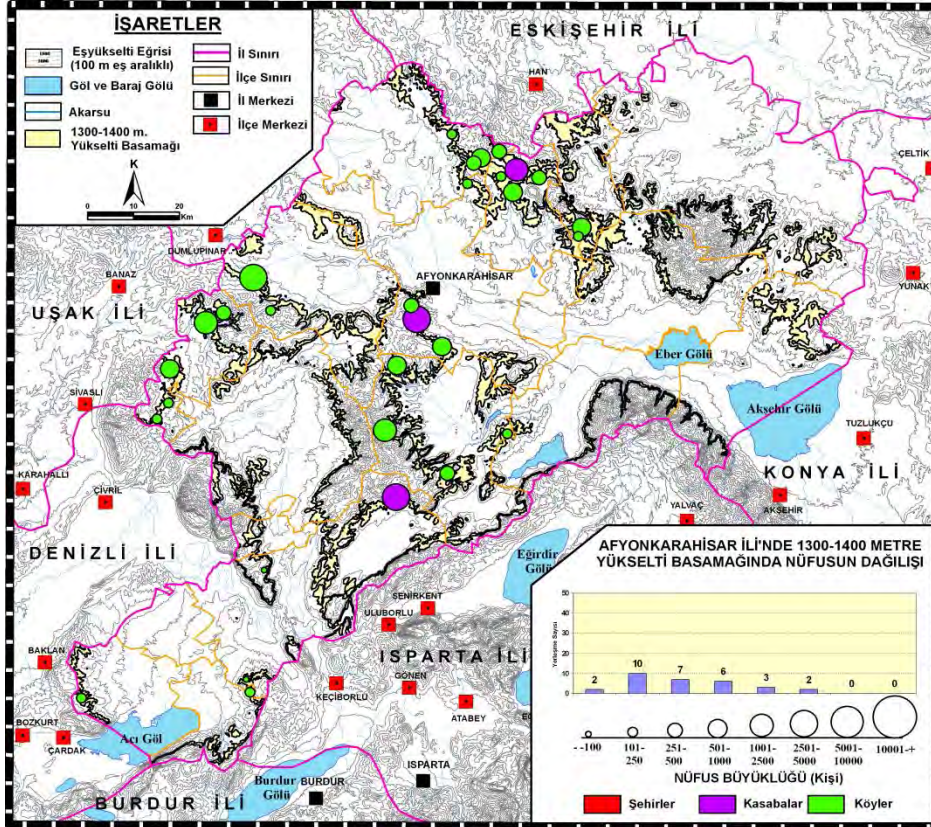 İŞARETLER
Eşyükselti Eğrisi
(100 m eş aralıklı)
Göl ve Baraj Gölü
Akarsu
1300-1400 m.
Yükselti Basamağı
İl Sınırı
İlçe Sınırı
İl Merkezi
İlçe Merkezi
K
0 10 20
Km
ESKİŞEHİR İLİ
HAN
ÇELTİK
DUMLUPINAR
BANAZ
AFYONKARAHİSAR
YUNAK
UŞAK İLİ
Eber Gölü
SİVASLI
Akşehir Gölü
TUZLUKÇU
KARAHALLI
ÇİVRİL
KONYA İLİ
AKŞEHİR
YALVAÇ
DENİZLİ İLİ
Eğirdir
Gölü
SENİRKENT
ULUBORLU
ISPARTA İLİ
BAKLAN
KEÇİBORLU
GÖNEN
ATABEY
BOZKURT
ÇARDAK
Acı Göl
ISPARTA
Burdur
Gölü
BURDUR
BURDUR İLİ
AFYONKARAHİSAR İLİ'NDE 1300-1400 METRE
YÜKSELTİ BASAMAĞINDA NÜFUSUN DAĞILIŞI
Yerleşme Sayısı
50
40
30
20
10
0
2 10 7 6 3 2 0 0
--100 101- 251- 501- 1001- 2501- 5001- 10001-+
250 500 1000 2500 5000 10000
NÜFUS BÜYÜKLÜĞÜ (Kişi)
Şehirler Kasabalar Köyler